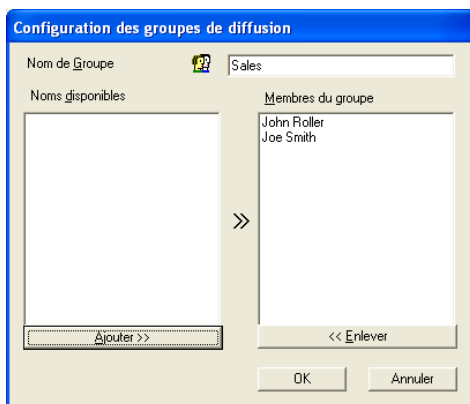 Configuration des groupes de diffusion
Nom de Groupe
Sales
Noms disponibles
Membres du groupe
John Roller
Joe Smith
Ajouter >>
<< Enlever
OK
Annuler